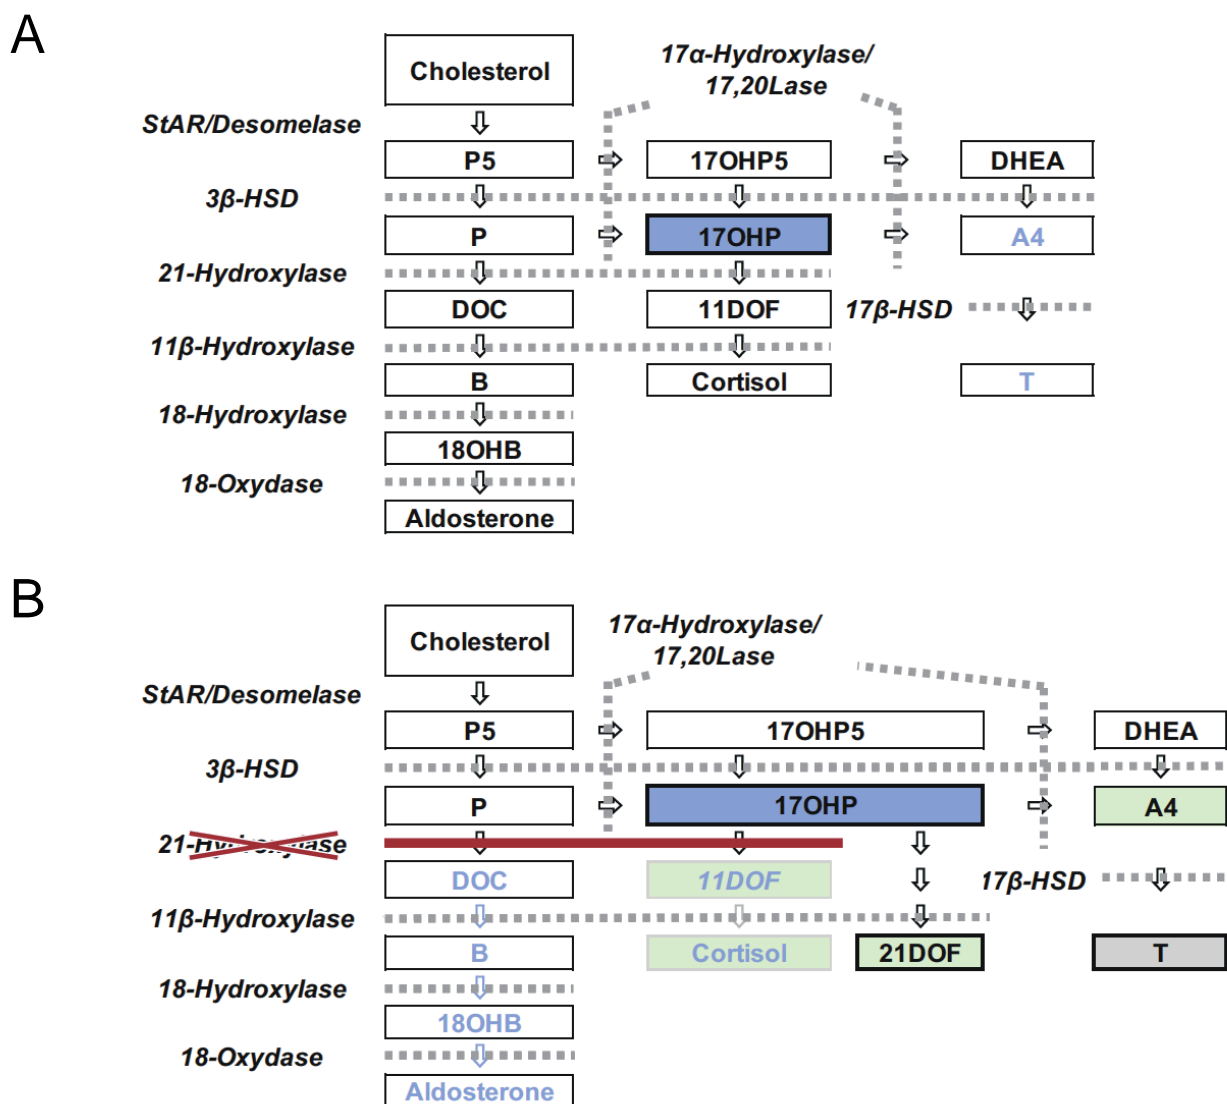 A
Cholesterol
17α-Hydroxylase/
17,20Lase
StAR/Desomelase
P5
17OHP5
DHEA
3β-HSD
P
17OHP
A4
21-Hydroxylase
DOC
11DOF
17β-HSD
11β-Hydroxylase
B
Cortisol
T
18-Hydroxylase
18OHB
18-Oxydase
Aldosterone
B
Cholesterol
17α-Hydroxylase/
17,20Lase
StAR/Desomelase
P5
17OHP5
DHEA
3β-HSD
P
17OHP
A4
21-Hydroxylase
DOC
11DOF
17β-HSD
11β-Hydroxylase
B
Cortisol
21DOF
T
18-Hydroxylase
18OHB
18-Oxydase
Aldosterone